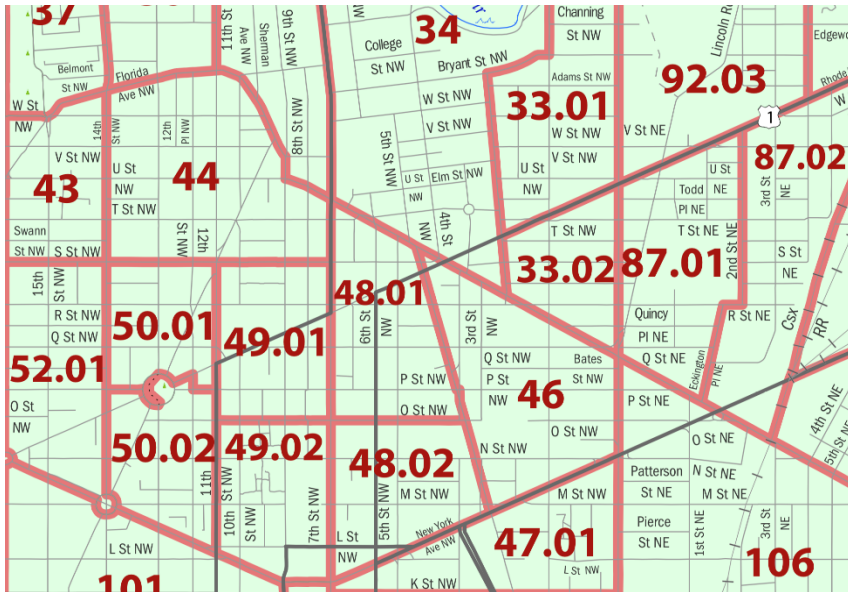 37
11th St
Ave NW
Sherman
9th St NW
34
Channing
St NW
Lincoln
Edgew
College
St NW
Bryant St NW
Belmont
St NW
Florida
Ave NW
Adams St NW
92.03
Rhode
W St
NW
14th
St NW
12th
Pl NW
8th St NW
W St NW
33.01
1
W
V St NW
5th St NW
W St NW
V St NE
V St NW
V St NW
87.02
43
44
U St
NW
U St
NW
Elm St NW
U St
NW
U St
NE
Todd
Pl NE
3rd St
NE
T St NW
4th St
NW
Swann
St NW
S St NW
St NW
12th
T St NW
T St NE
2nd St NE
S St
NE
15th
St NW
33.02
87.01
48.01
6th St
NW
3rd St
NW
Csx
RR
R St NW
Q St NW
50.01
49.01
Quincy
Pl NE
R St NE
52.01
Q St NW
Bates
St NW
Q St NE
Eckington
Pl NE
P St NW
P St
NW
46
P St NE
O St
NW
O St NW
4th St NE
5th St NE
50.02
49.02
O St NW
O St NE
48.02
N St NW
11th
10th
St NW
St NW
7th St NW
M St NW
5th St NW
M St NW
Patterson
St NE
N St NE
M St NE
New York
Ave NW
Pierce
St NE
1st St NE
3rd St
NE
L St NW
L St
NW
47.01
L St NW
106
101
K St NW